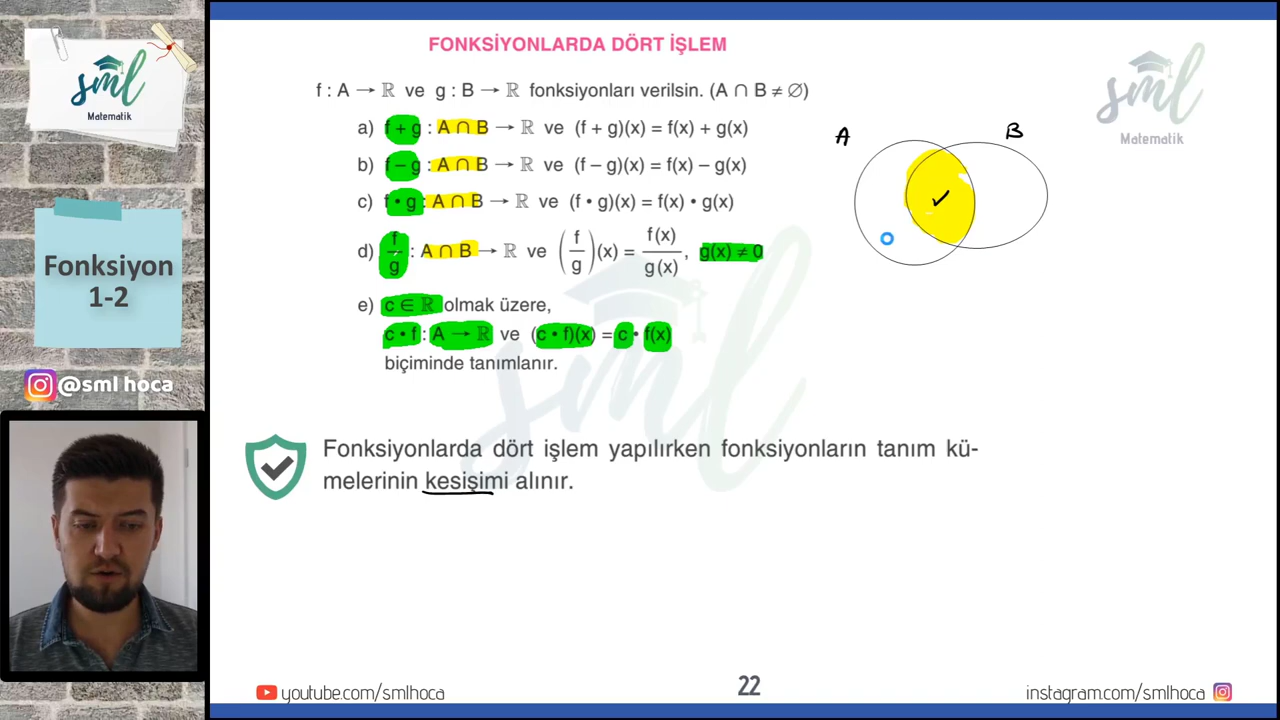 sml
Matematik
Fonksiyon
1-2
@sml hoca
FONKSİYONLARDA DÖRT İŞLEM
f : A → ℝ ve g : B → ℝ fonksiyonları verilsin. (A ∩ B ≠ ∅)
a) f + g : A ∩ B → ℝ ve (f + g)(x) = f(x) + g(x)
b) f – g : A ∩ B → ℝ ve (f – g)(x) = f(x) – g(x)
c) f • g : A ∩ B → ℝ ve (f • g)(x) = f(x) • g(x)
d) f/g : A ∩ B → ℝ ve (f/g)(x) = f(x)/g(x), g(x) ≠ 0
e) c ∈ ℝ olmak üzere,
c • f : A → ℝ ve (c • f)(x) = c • f(x)
biçiminde tanımlanır.
sml
Matematik
A
B
sml
Fonksiyonlarda dört işlem yapılırken fonksiyonların tanım kü-
melerinin kesişimi alınır.
youtube.com/smlhoca
22
instagram.com/smlhoca